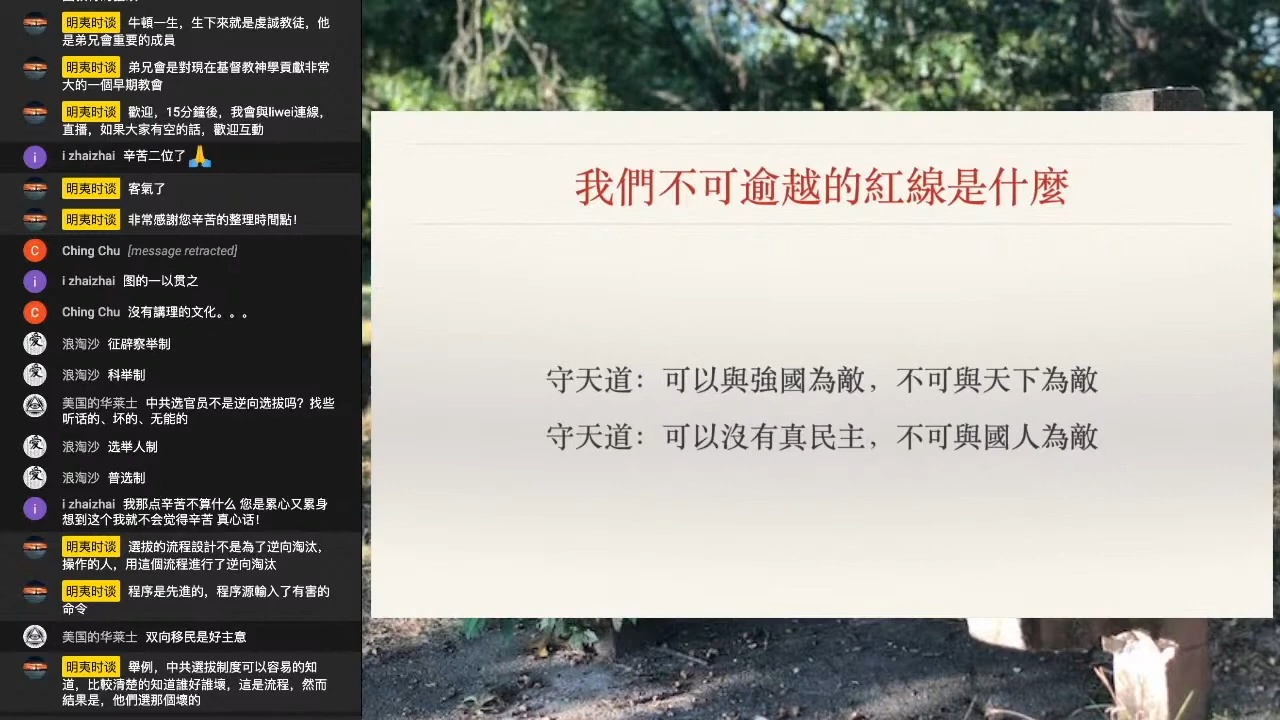 明夷时谈 牛頓一生，生下來就是虔誠教徒，他
是弟兄會重要的成員
明夷时谈 弟兄會是對現在基督教神學貢獻非常
大的一個早期教會
明夷时谈 歡迎，15分鐘後，我會與liwei連線，
直播，如果大家有空的話，歡迎互動
i zhaizhai 辛苦二位了🙏
明夷时谈 客氣了
明夷时谈 非常感謝您辛苦的整理時間點！
Ching Chu [message retracted]
i zhaizhai 图的一以贯之
Ching Chu 沒有講理的文化。。。
浪淘沙 征辟察举制
浪淘沙 科举制
美国的华莱士 中共选官员不是逆向选拔吗？找些
听话的、坏的、无能的
浪淘沙 选举人制
浪淘沙 普选制
i zhaizhai 我那点辛苦不算什么 您是累心又累身
想到这个我就不会觉得辛苦 真心话！
明夷时谈 選拔的流程設計不是為了逆向淘汰，
操作的人，用這個流程進行了逆向淘汰
明夷时谈 程序是先進的，程序源輸入了有害的
命令
美国的华莱士 双向移民是好主意
明夷时谈 舉例，中共選拔制度可以容易的知
道，比較清楚的知道誰好誰壞，這是流程，然而
結果是，他們選那個壞的
我們不可逾越的紅線是什麼
守天道：可以與強國為敵，不可與天下為敵
守天道：可以沒有真民主，不可與國人為敵